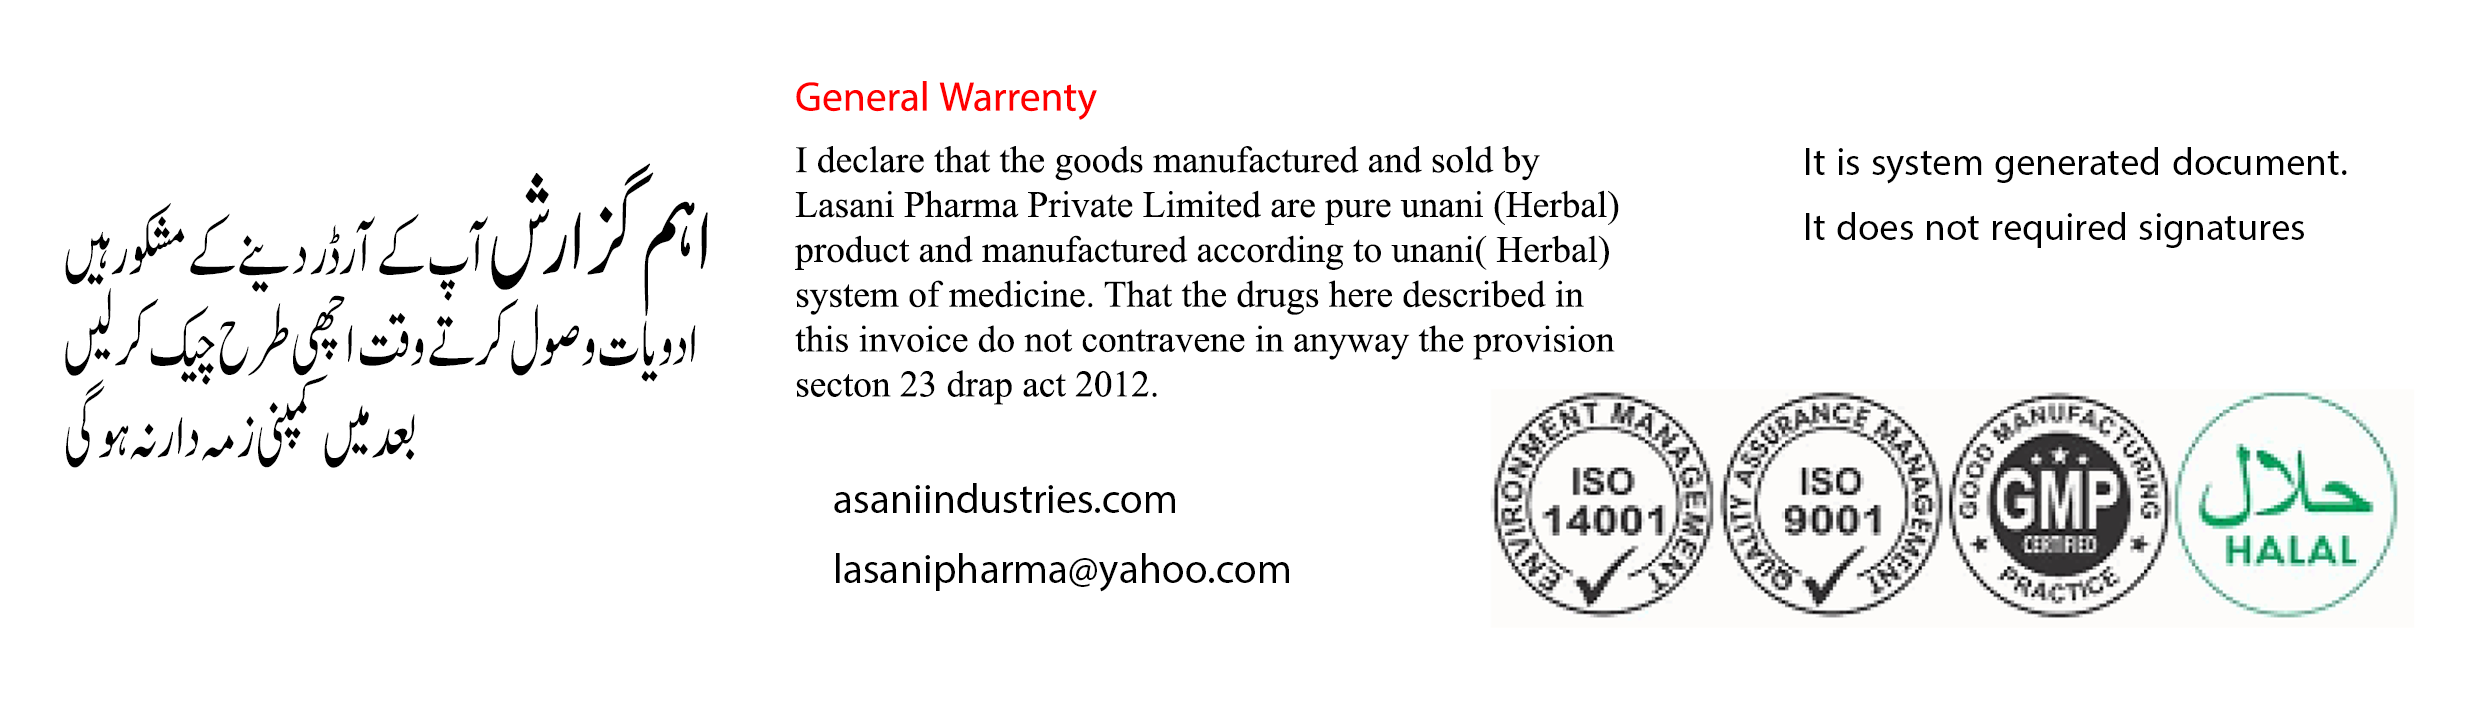 اہم گزارش آپ کے آرڈر دینے کے مشکور ہیں
ادویات وصول کرتے وقت اچھی طرح چیک کر لیں
بعد میں کمپنی زمہ دار نہ ہو گی
General Warrenty
I declare that the goods manufactured and sold by
Lasani Pharma Private Limited are pure unani (Herbal)
product and manufactured according to unani( Herbal)
system of medicine. That the drugs here described in
this invoice do not contravene in anyway the provision
secton 23 drap act 2012.
asaniindustries.com
lasanipharma@yahoo.com
It is system generated document.
It does not required signatures
ENVIRONMENT MANAGEMENT
ISO
14001
QUALITY ASSURANCE MANAGEMENT
ISO
9001
GOOD MANUFACTURING
GMP
CERTIFIED
PRACTICE
حلال
HALAL